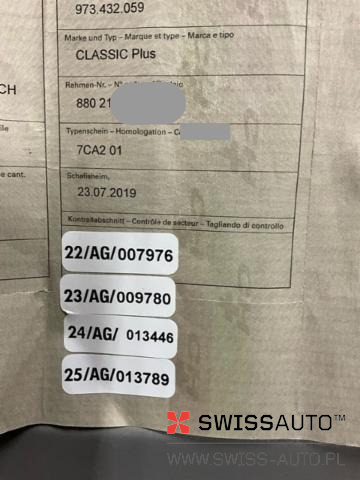 973.432.059
Marke und Typ – Marque et type – Marca e tipo
CLASSIC Plus
CH
Rahmen-Nr. – N°
880 21
Typenschein – Homologation – C
7CA2 01
cant.
Schafisheim,
23.07.2019
Kontrollabschnitt – Contrôle de secteur – Tagliando di controllo
22/AG/007976
23/AG/009780
24/AG/ 013446
25/AG/013789
SWISSAUTO™
WWW.SWISS-AUTO.PL